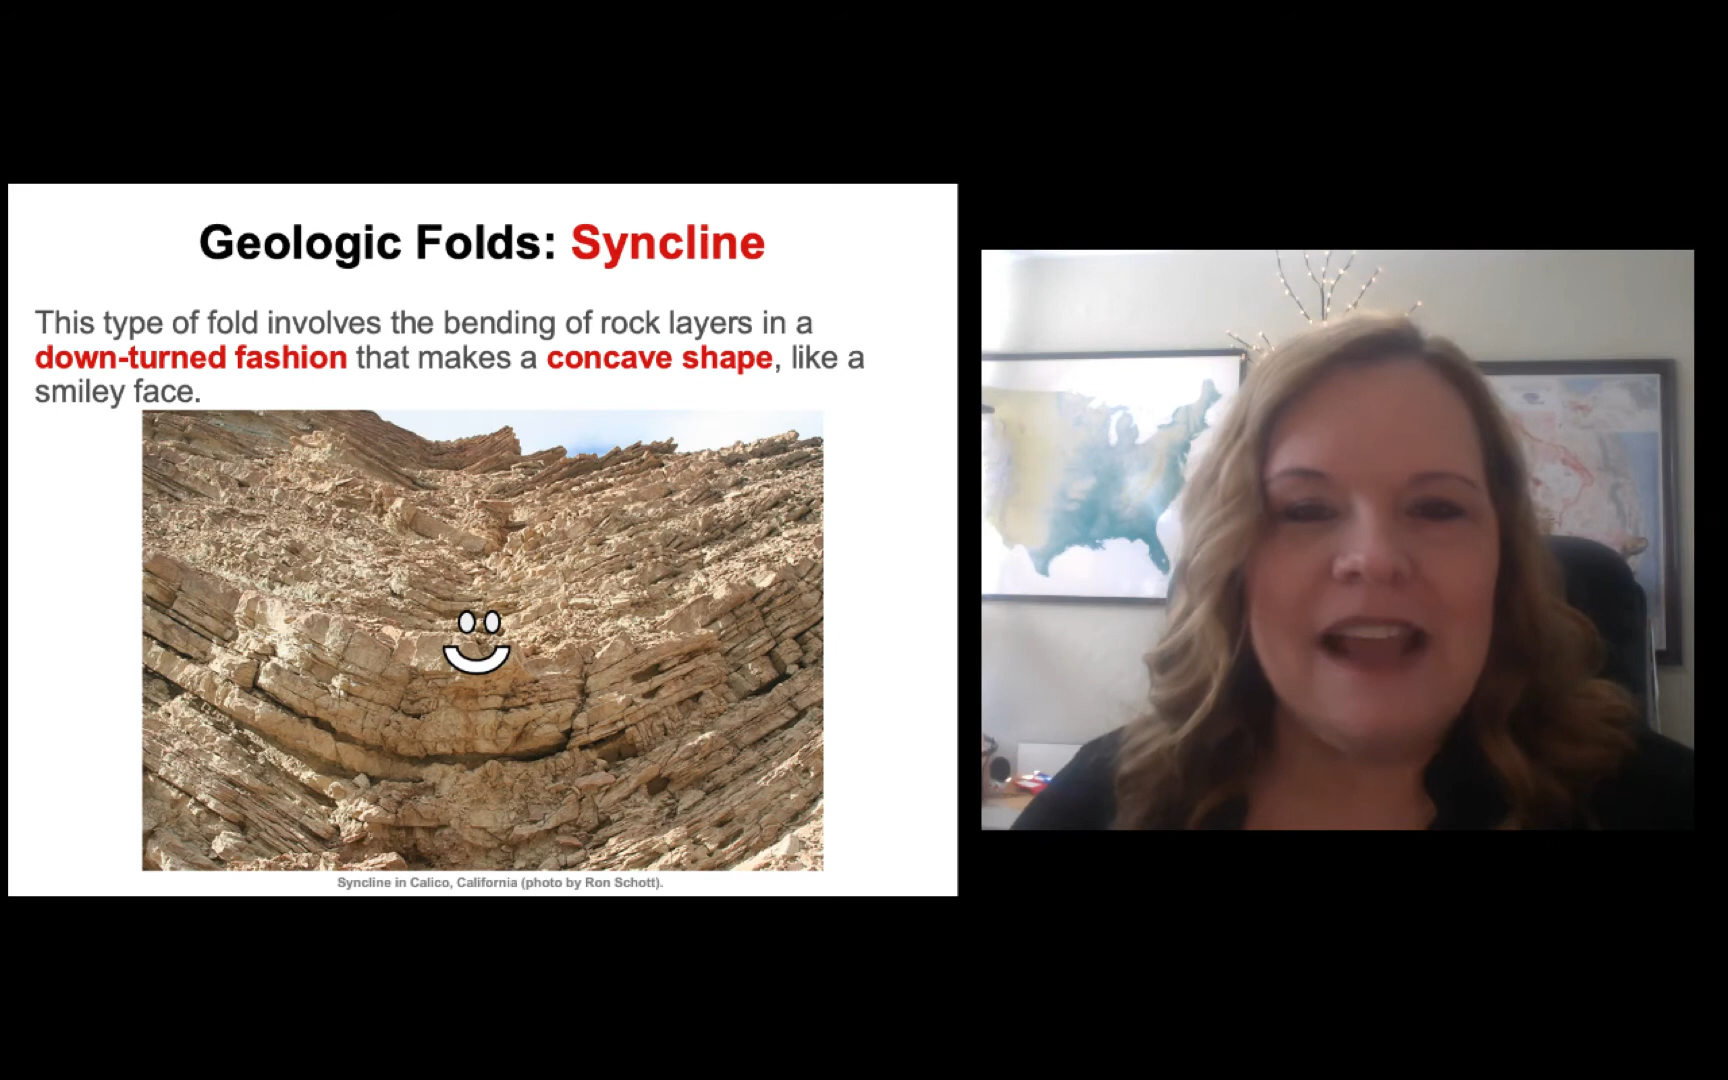 Geologic Folds: Syncline
This type of fold involves the bending of rock layers in a
down-turned fashion that makes a concave shape, like a
smiley face.
Syncline in Calico, California (photo by Ron Schott).